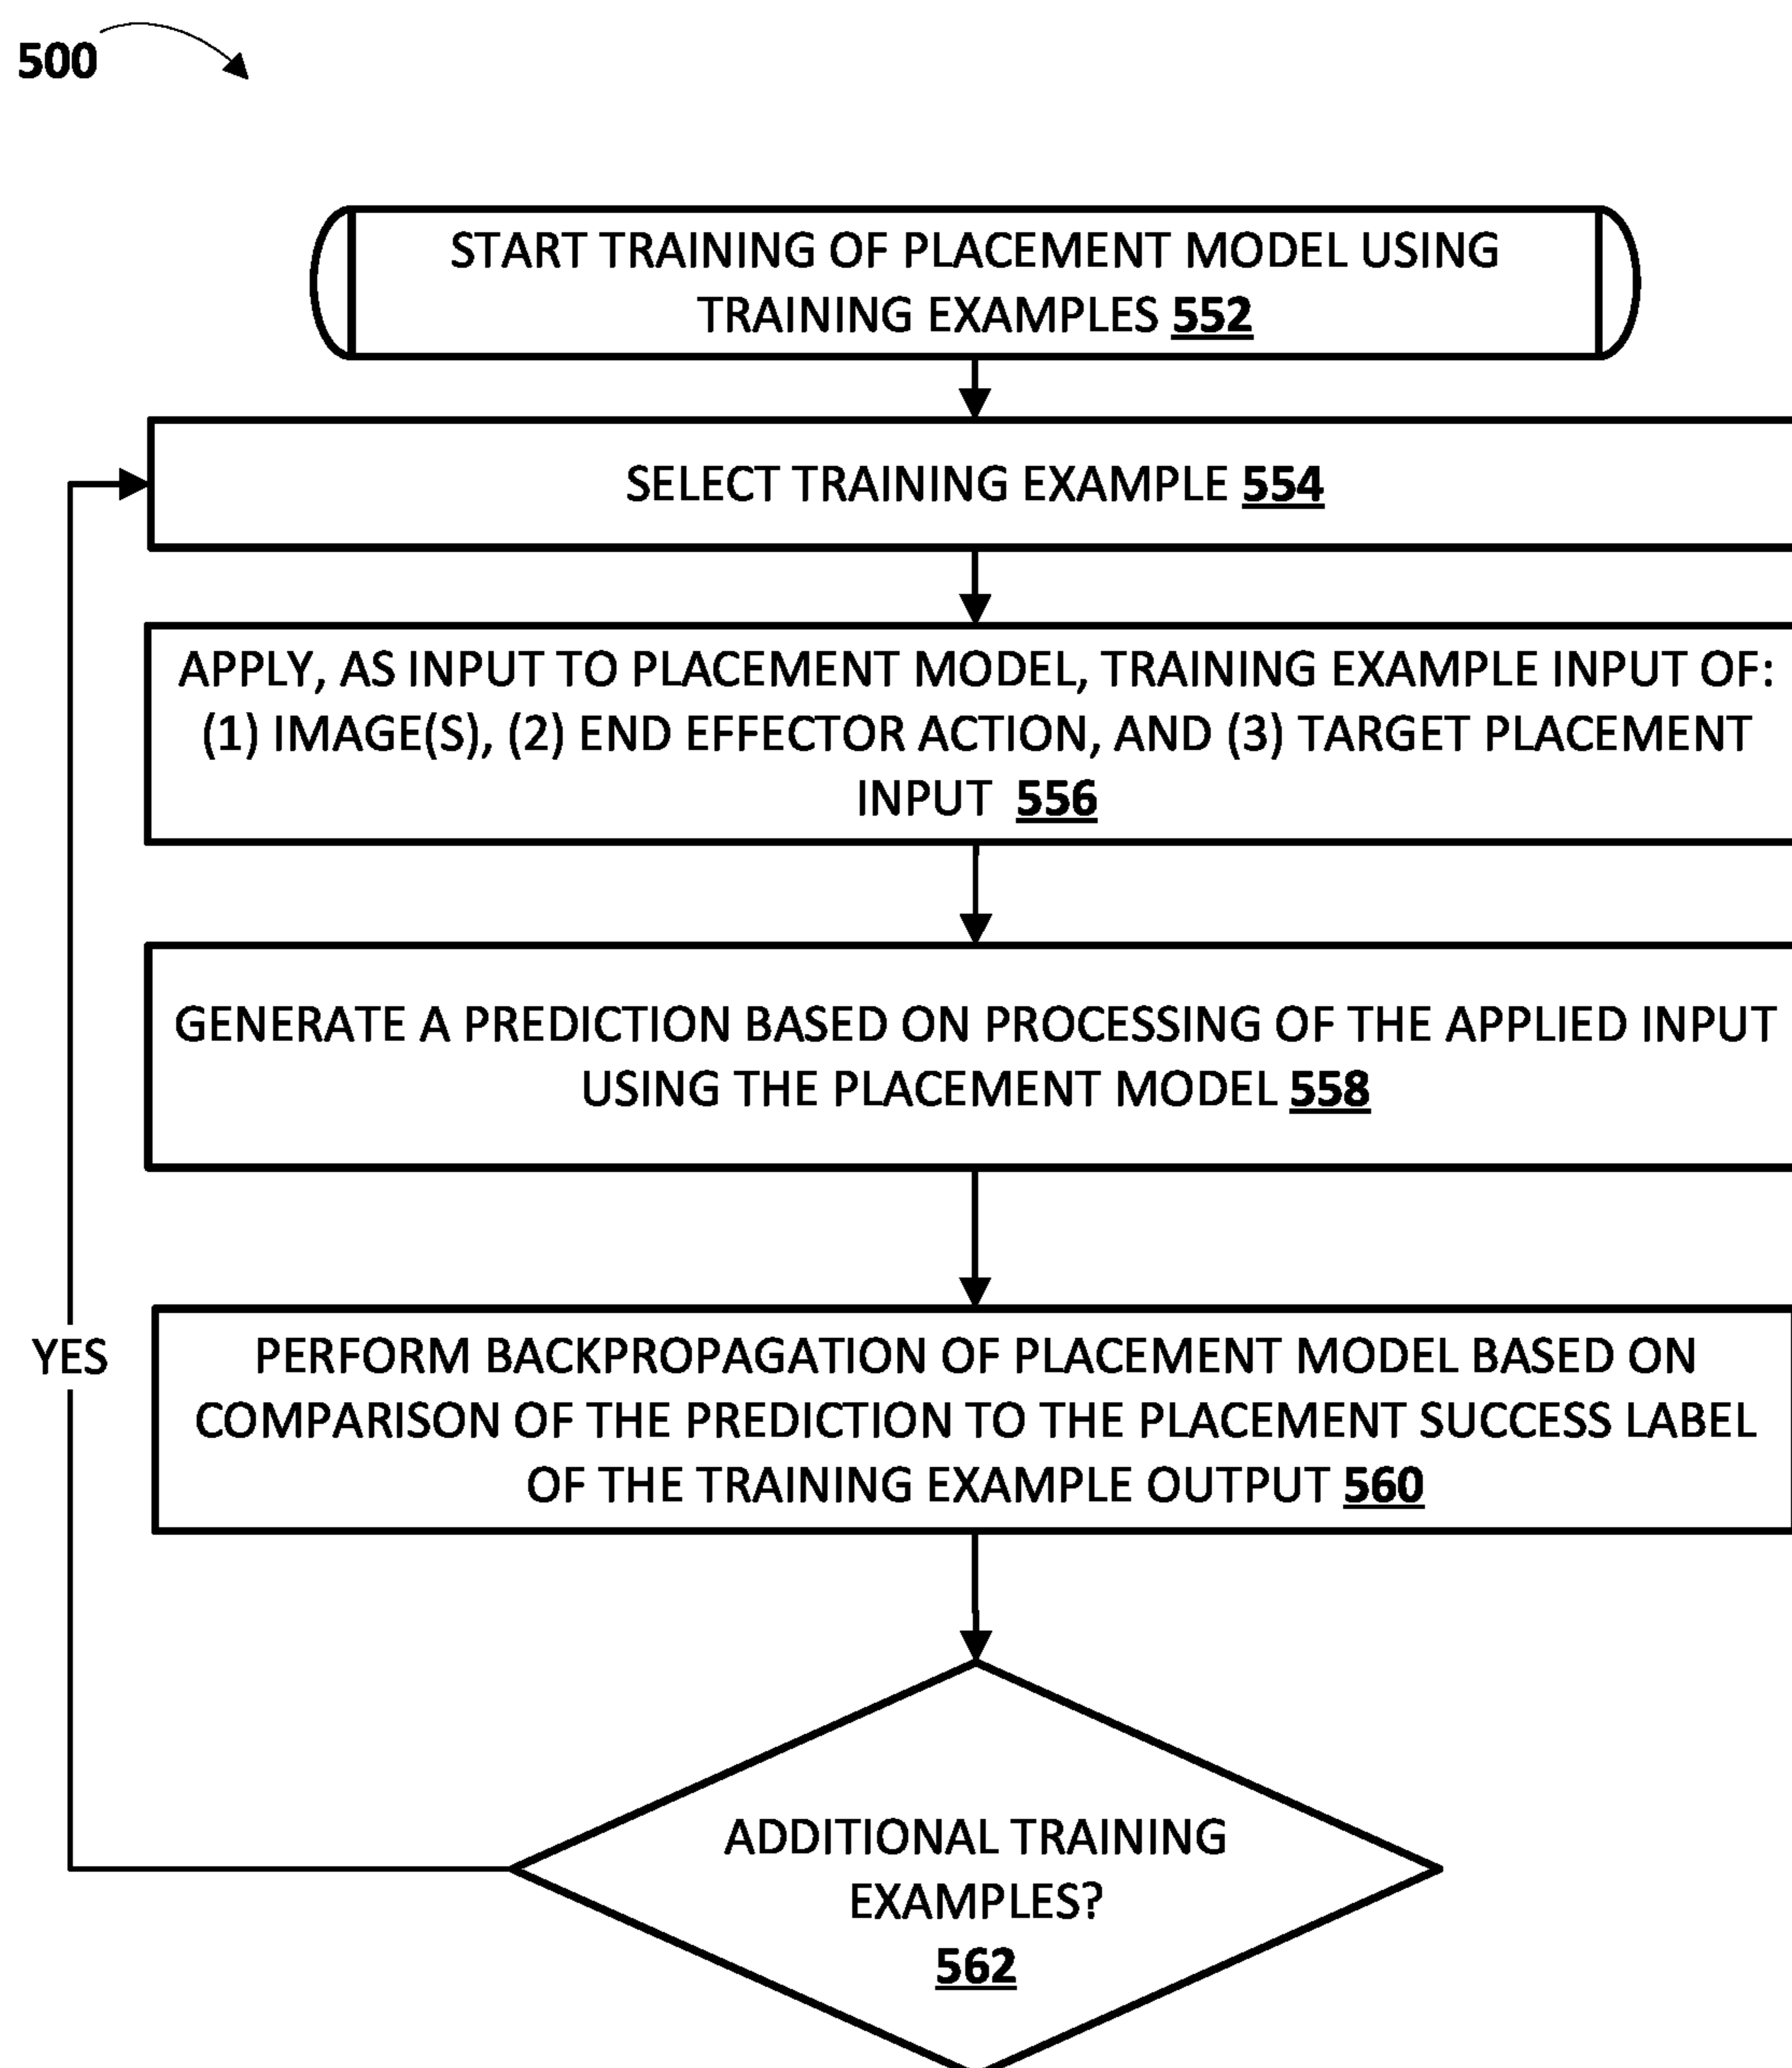 500
START TRAINING OF PLACEMENT MODEL USING
TRAINING EXAMPLES 552
SELECT TRAINING EXAMPLE 554
APPLY, AS INPUT TO PLACEMENT MODEL, TRAINING EXAMPLE INPUT OF:
(1) IMAGE(S), (2) END EFFECTOR ACTION, AND (3) TARGET PLACEMENT
INPUT 556
GENERATE A PREDICTION BASED ON PROCESSING OF THE APPLIED INPUT
USING THE PLACEMENT MODEL 558
YES
PERFORM BACKPROPAGATION OF PLACEMENT MODEL BASED ON
COMPARISON OF THE PREDICTION TO THE PLACEMENT SUCCESS LABEL
OF THE TRAINING EXAMPLE OUTPUT 560
ADDITIONAL TRAINING
EXAMPLES?
562